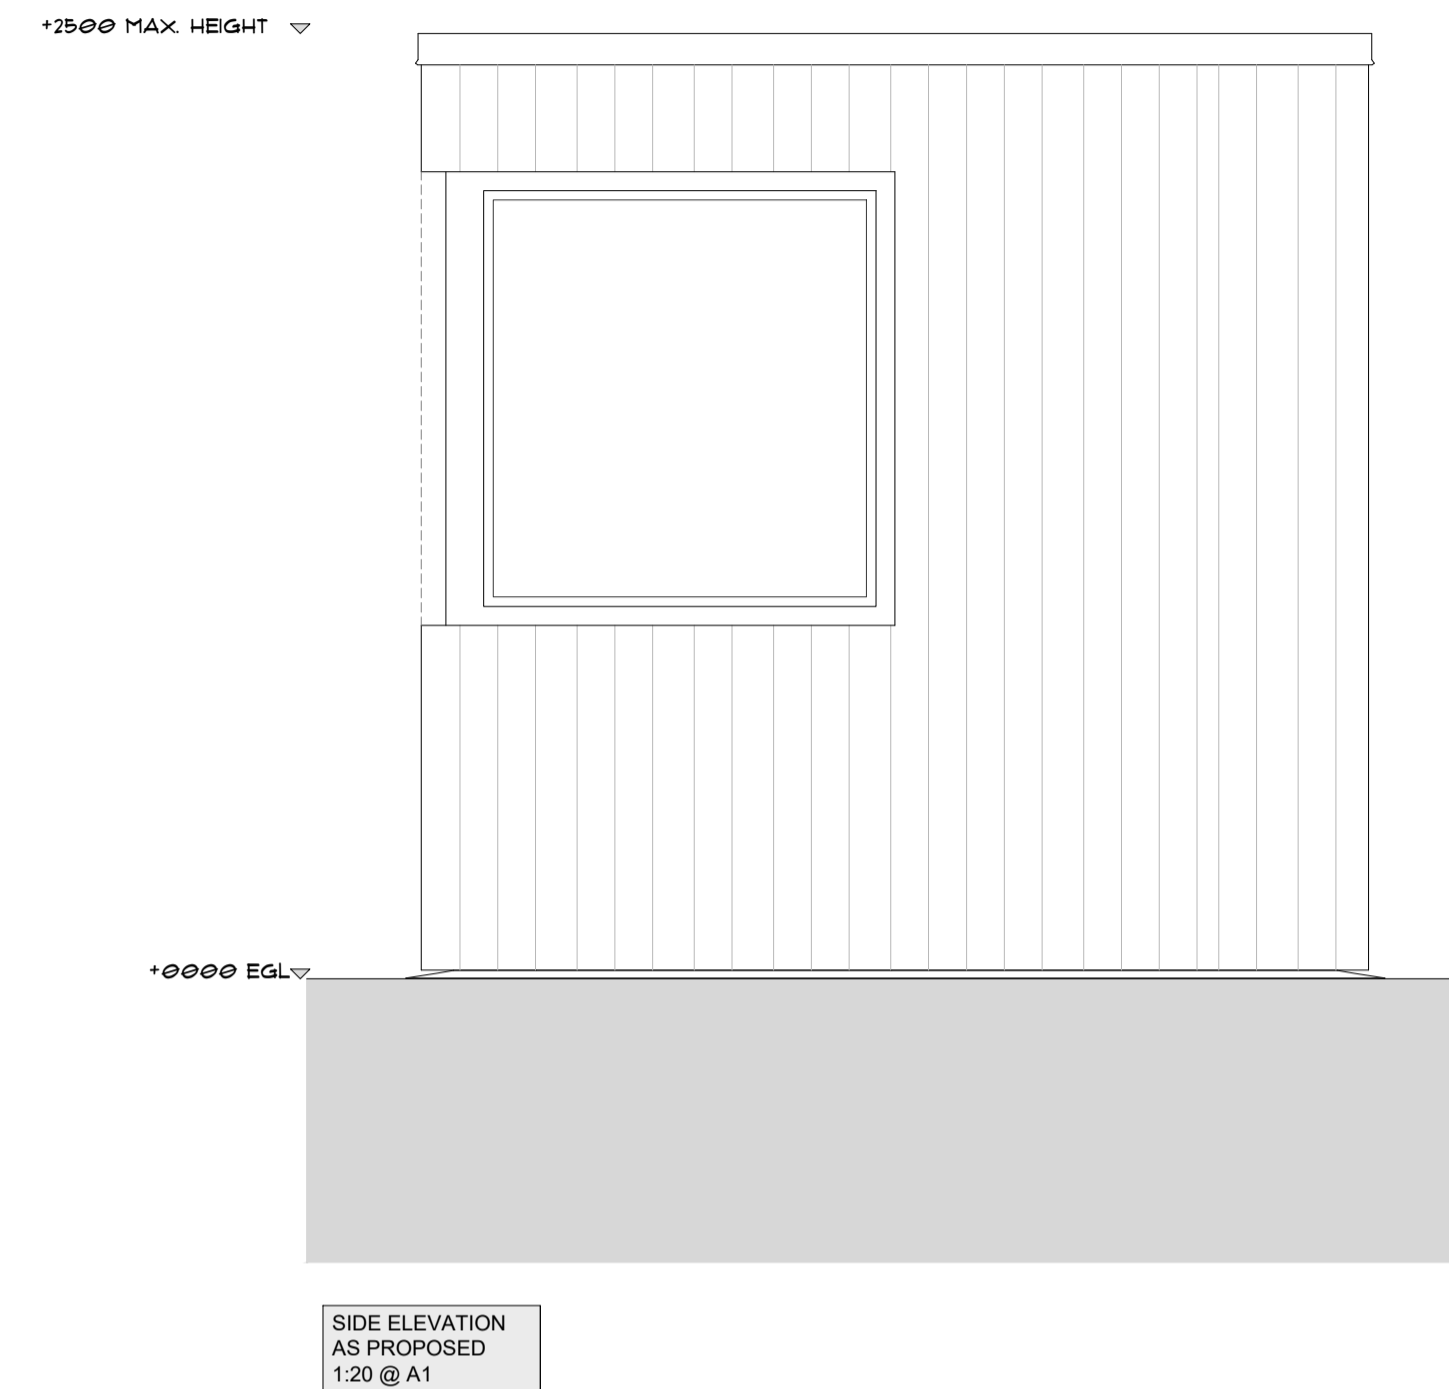 +2500 MAX. HEIGHT
+0000 EGL
SIDE ELEVATION
AS PROPOSED
1:20 @ A1